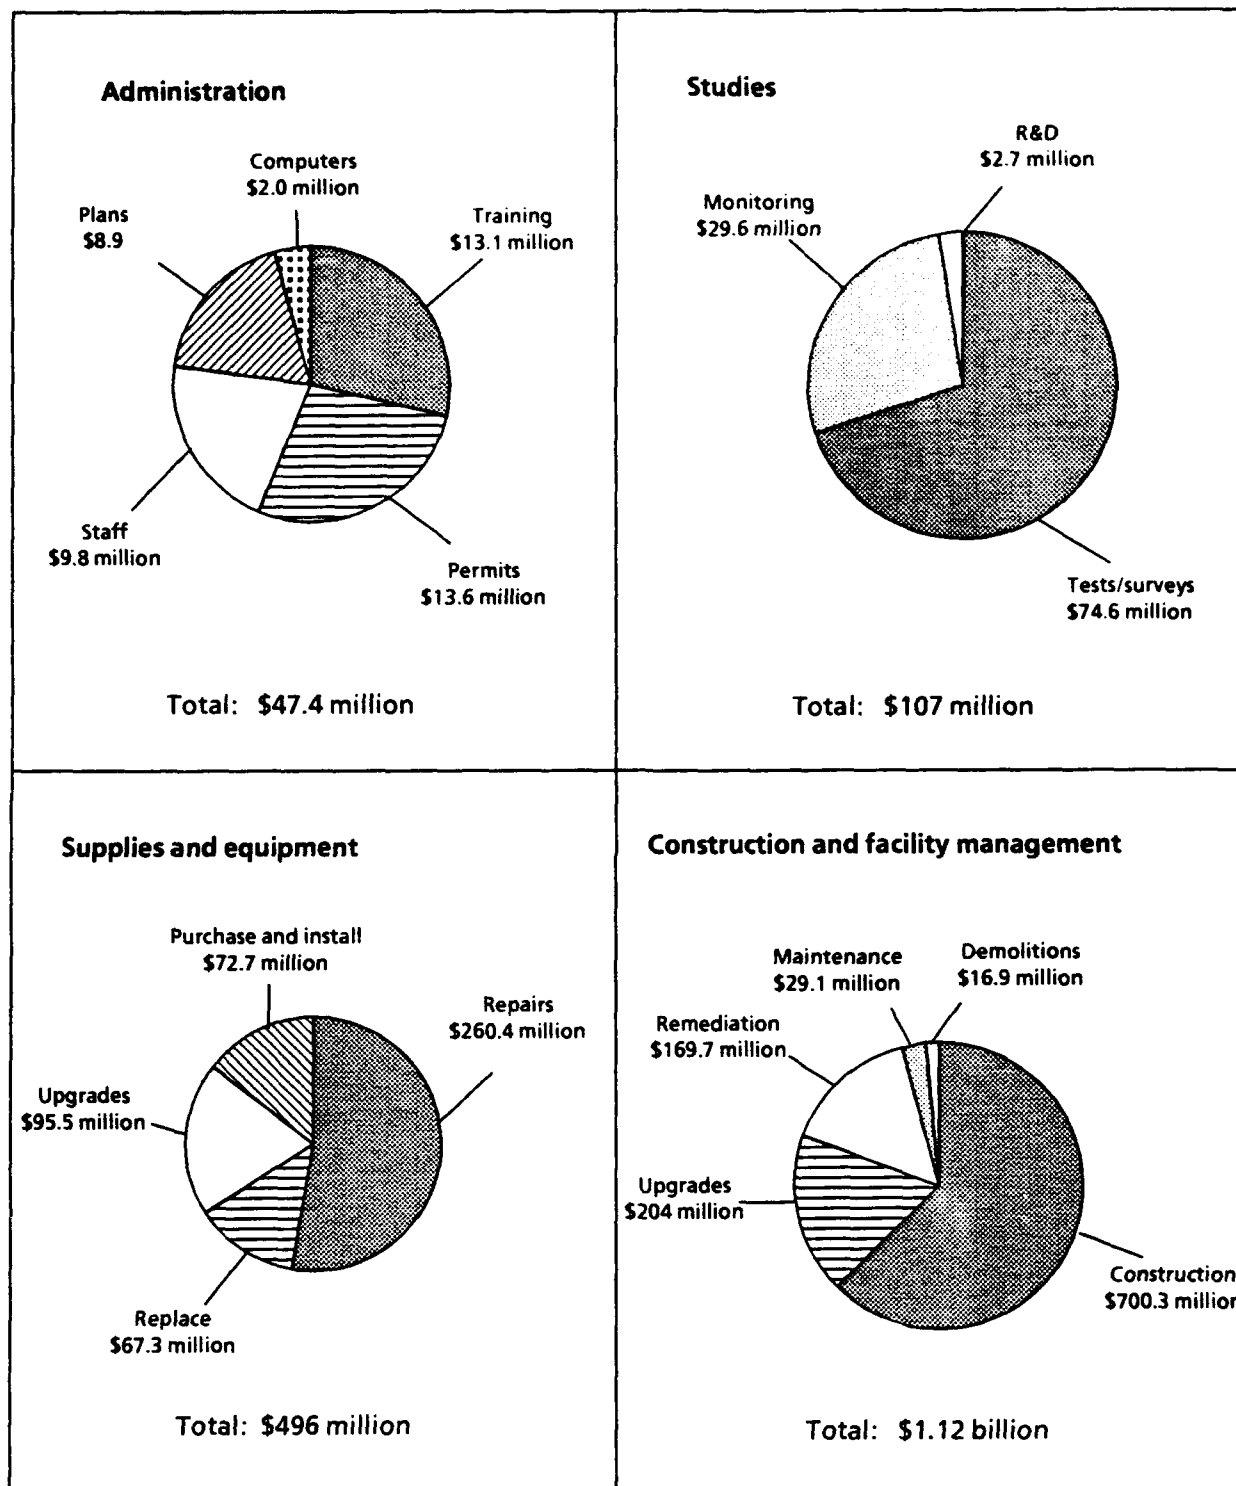 Administration
Computers
$2.0 million
Plans
$8.9
Training
$13.1 million
Staff
$9.8 million
Permits
$13.6 million
Total: $47.4 million
Studies
R&D
$2.7 million
Monitoring
$29.6 million
Tests/surveys
$74.6 million
Total: $107 million
Supplies and equipment
Purchase and install
$72.7 million
Repairs
$260.4 million
Upgrades
$95.5 million
Replace
$67.3 million
Total: $496 million
Construction and facility management
Maintenance
$29.1 million
Demolitions
$16.9 million
Remediation
$169.7 million
Upgrades
$204 million
Construction
$700.3 million
Total: $1.12 billion